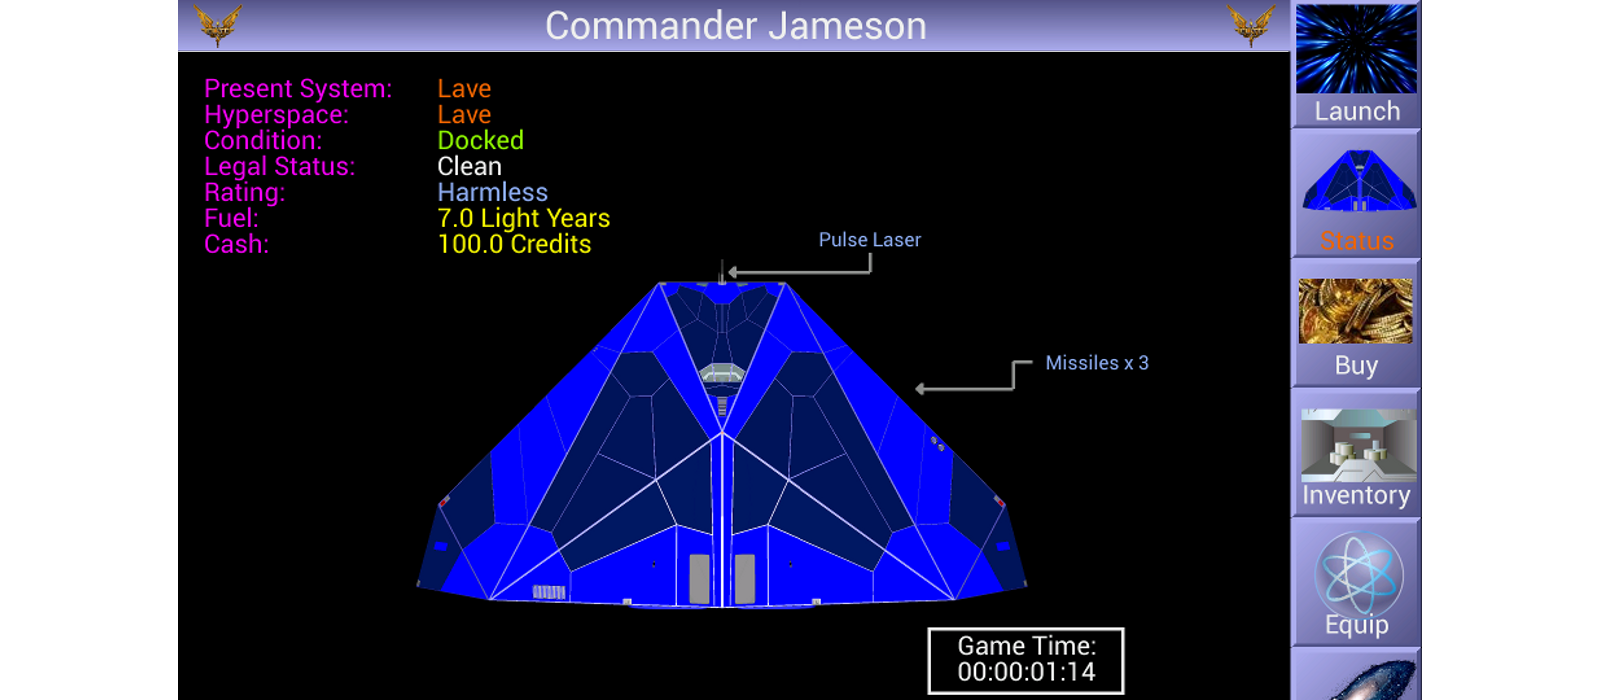 Commander Jameson
Present System: Lave
Hyperspace: Lave
Condition: Docked
Legal Status: Clean
Rating: Harmless
Fuel: 7.0 Light Years
Cash: 100.0 Credits
Pulse Laser
Missiles x 3
Game Time:
00:00:01:14
Launch
Status
Buy
Inventory
Equip